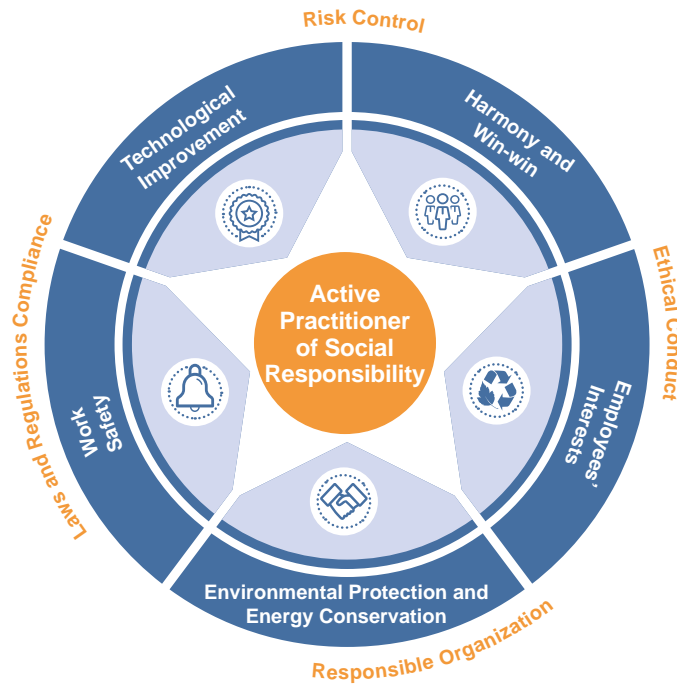 Risk Control
Technological
Improvement
Harmony and
Win-win
Laws and Regulations Compliance
Ethical Conduct
Active
Practitioner
of Social
Responsibility
Work
Safety
Employees'
Interests
Environmental Protection and
Energy Conservation
Responsible Organization